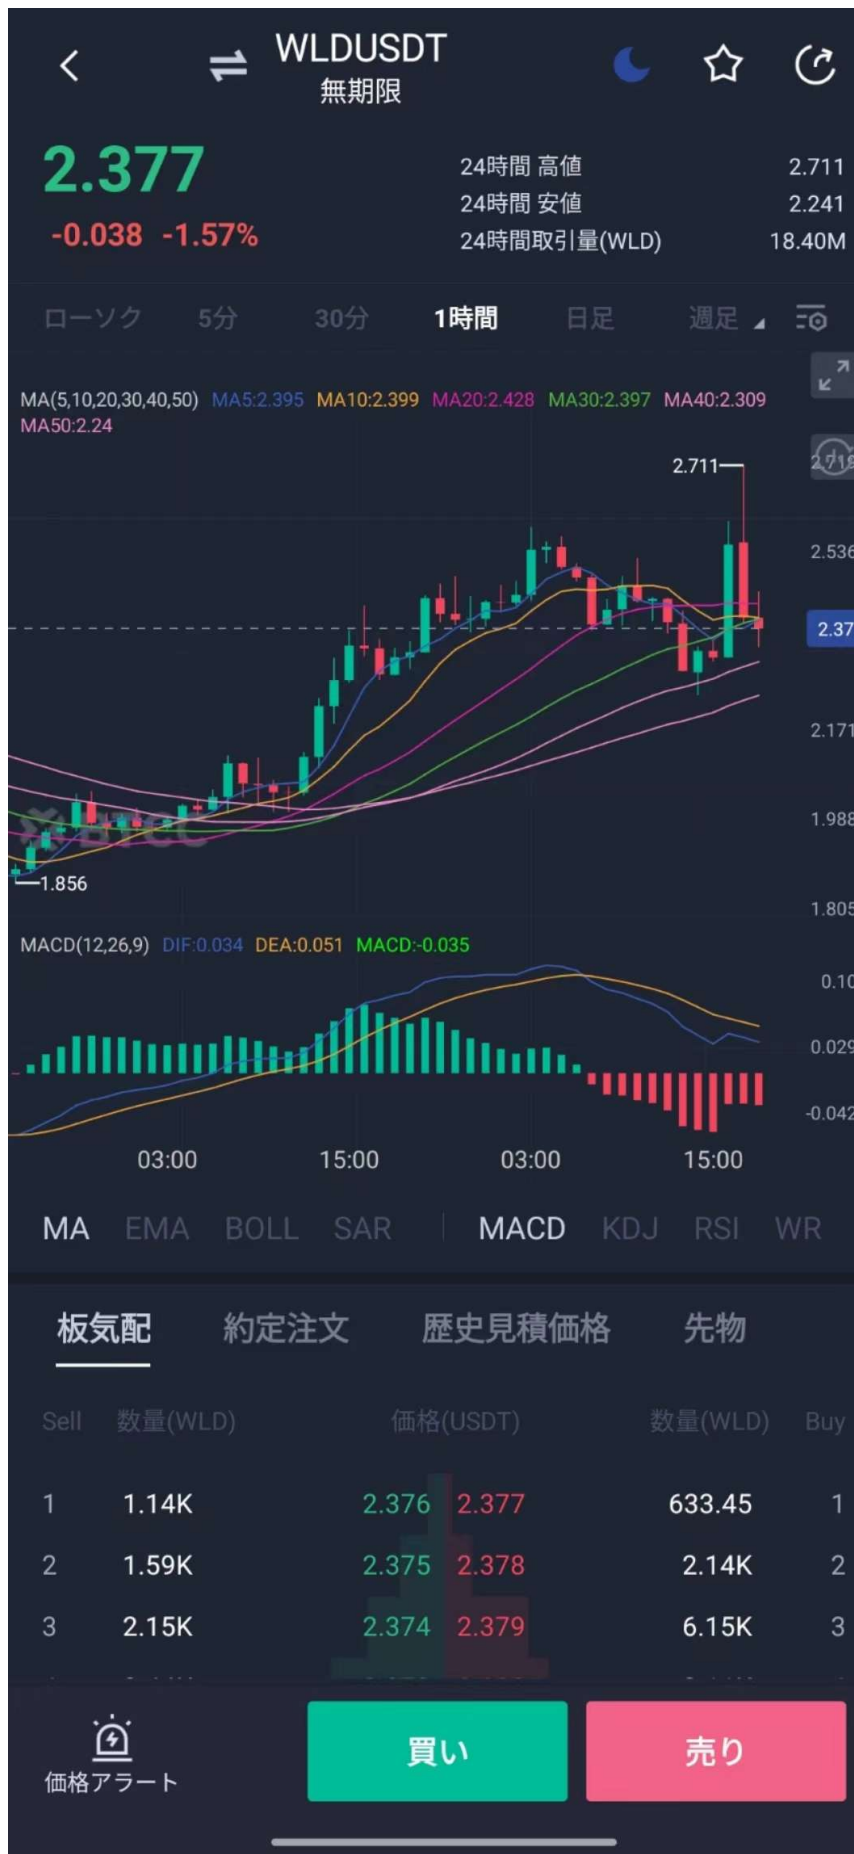 WLDUSDT
無期限
2.377
-0.038 -1.57%
24時間 高値 2.711
24時間 安値 2.241
24時間取引量(WLD) 18.40M
ローソク 5分 30分 1時間 日足 週足
MA(5,10,20,30,40,50) MA5:2.395 MA10:2.399 MA20:2.428 MA30:2.397 MA40:2.309
MA50:2.24
2.711
2.719
2.536
2.37
2.171
1.988
BTCC
1.856
1.805
MACD(12,26,9) DIF:0.034 DEA:0.051 MACD:-0.035
0.10
0.029
-0.042
03:00 15:00 03:00 15:00
MA EMA BOLL SAR MACD KDJ RSI WR
板気配 約定注文 歴史見積価格 先物
Sell 数量(WLD) 価格(USDT) 数量(WLD) Buy
1 1.14K 2.376 2.377 633.45 1
2 1.59K 2.375 2.378 2.14K 2
3 2.15K 2.374 2.379 6.15K 3
価格アラート
買い
売り